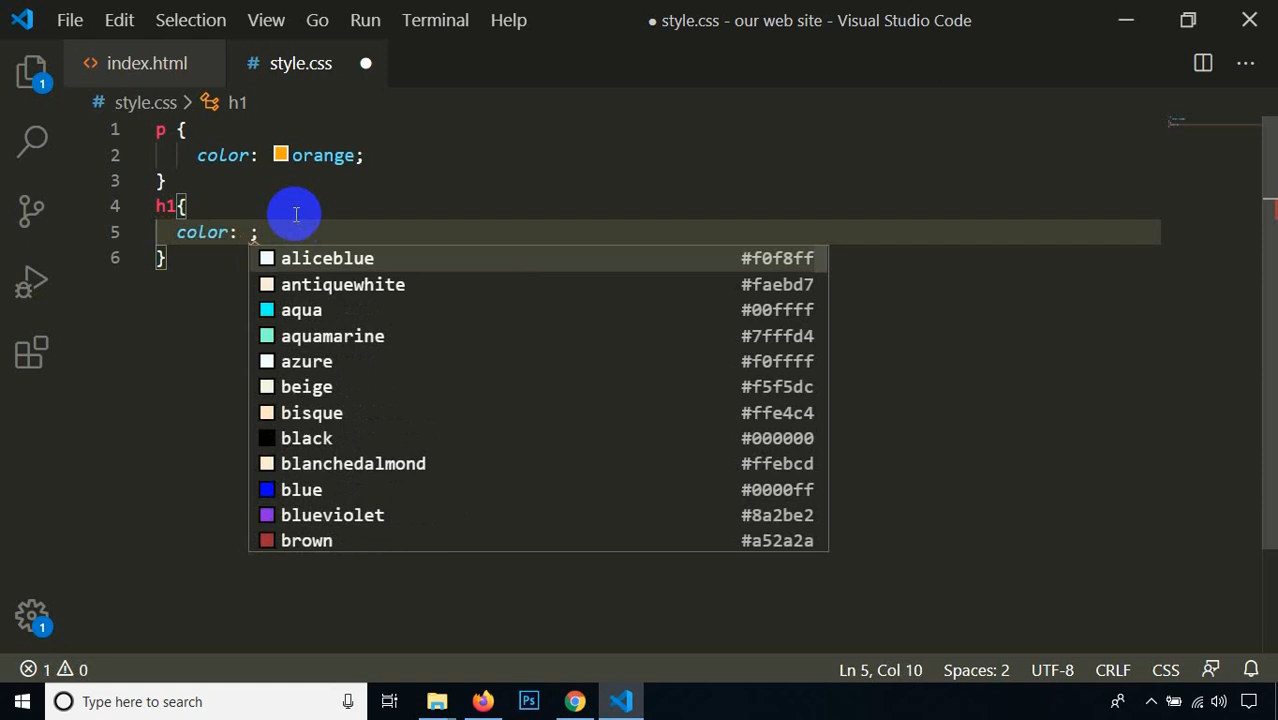 File Edit Selection View Go Run Terminal Help ● style.css - our web site - Visual Studio Code
1
<> index.html # style.css ●
# style.css > h1
1 p {
2 color: orange;
3 }
4 h1{
5 color: ;
6 }
aliceblue #f0f8ff
antiquewhite #faebd7
aqua #00ffff
aquamarine #7fffd4
azure #f0ffff
beige #f5f5dc
bisque #ffe4c4
black #000000
blanchedalmond #ffebcd
blue #0000ff
blueviolet #8a2be2
brown #a52a2a
1
1 0 Ln 5, Col 10 Spaces: 2 UTF-8 CRLF CSS
Type here to search Ps